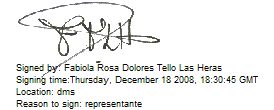 Signed by: Fabiola Rosa Dolores Tello Las Heras
Signing time:Thursday, December 18 2008, 18:30:45 GMT
Location: dms
Reason to sign: representante